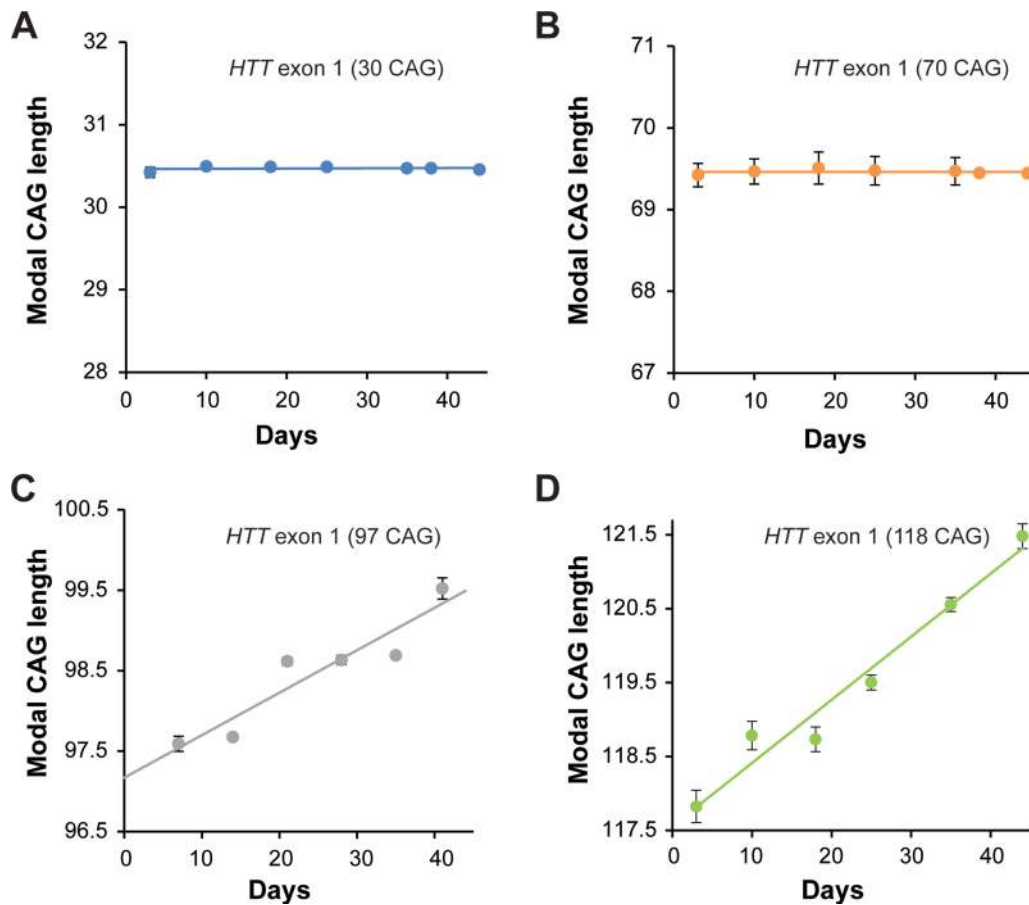 A
HTT exon 1 (30 CAG)
Modal CAG length
32
31
30
29
28
0 10 20 30 40
Days
B
HTT exon 1 (70 CAG)
Modal CAG length
71
70
69
68
67
0 10 20 30 40
Days
C
HTT exon 1 (97 CAG)
Modal CAG length
100.5
99.5
98.5
97.5
96.5
0 10 20 30 40
Days
D
HTT exon 1 (118 CAG)
Modal CAG length
121.5
120.5
119.5
118.5
117.5
0 10 20 30 40
Days